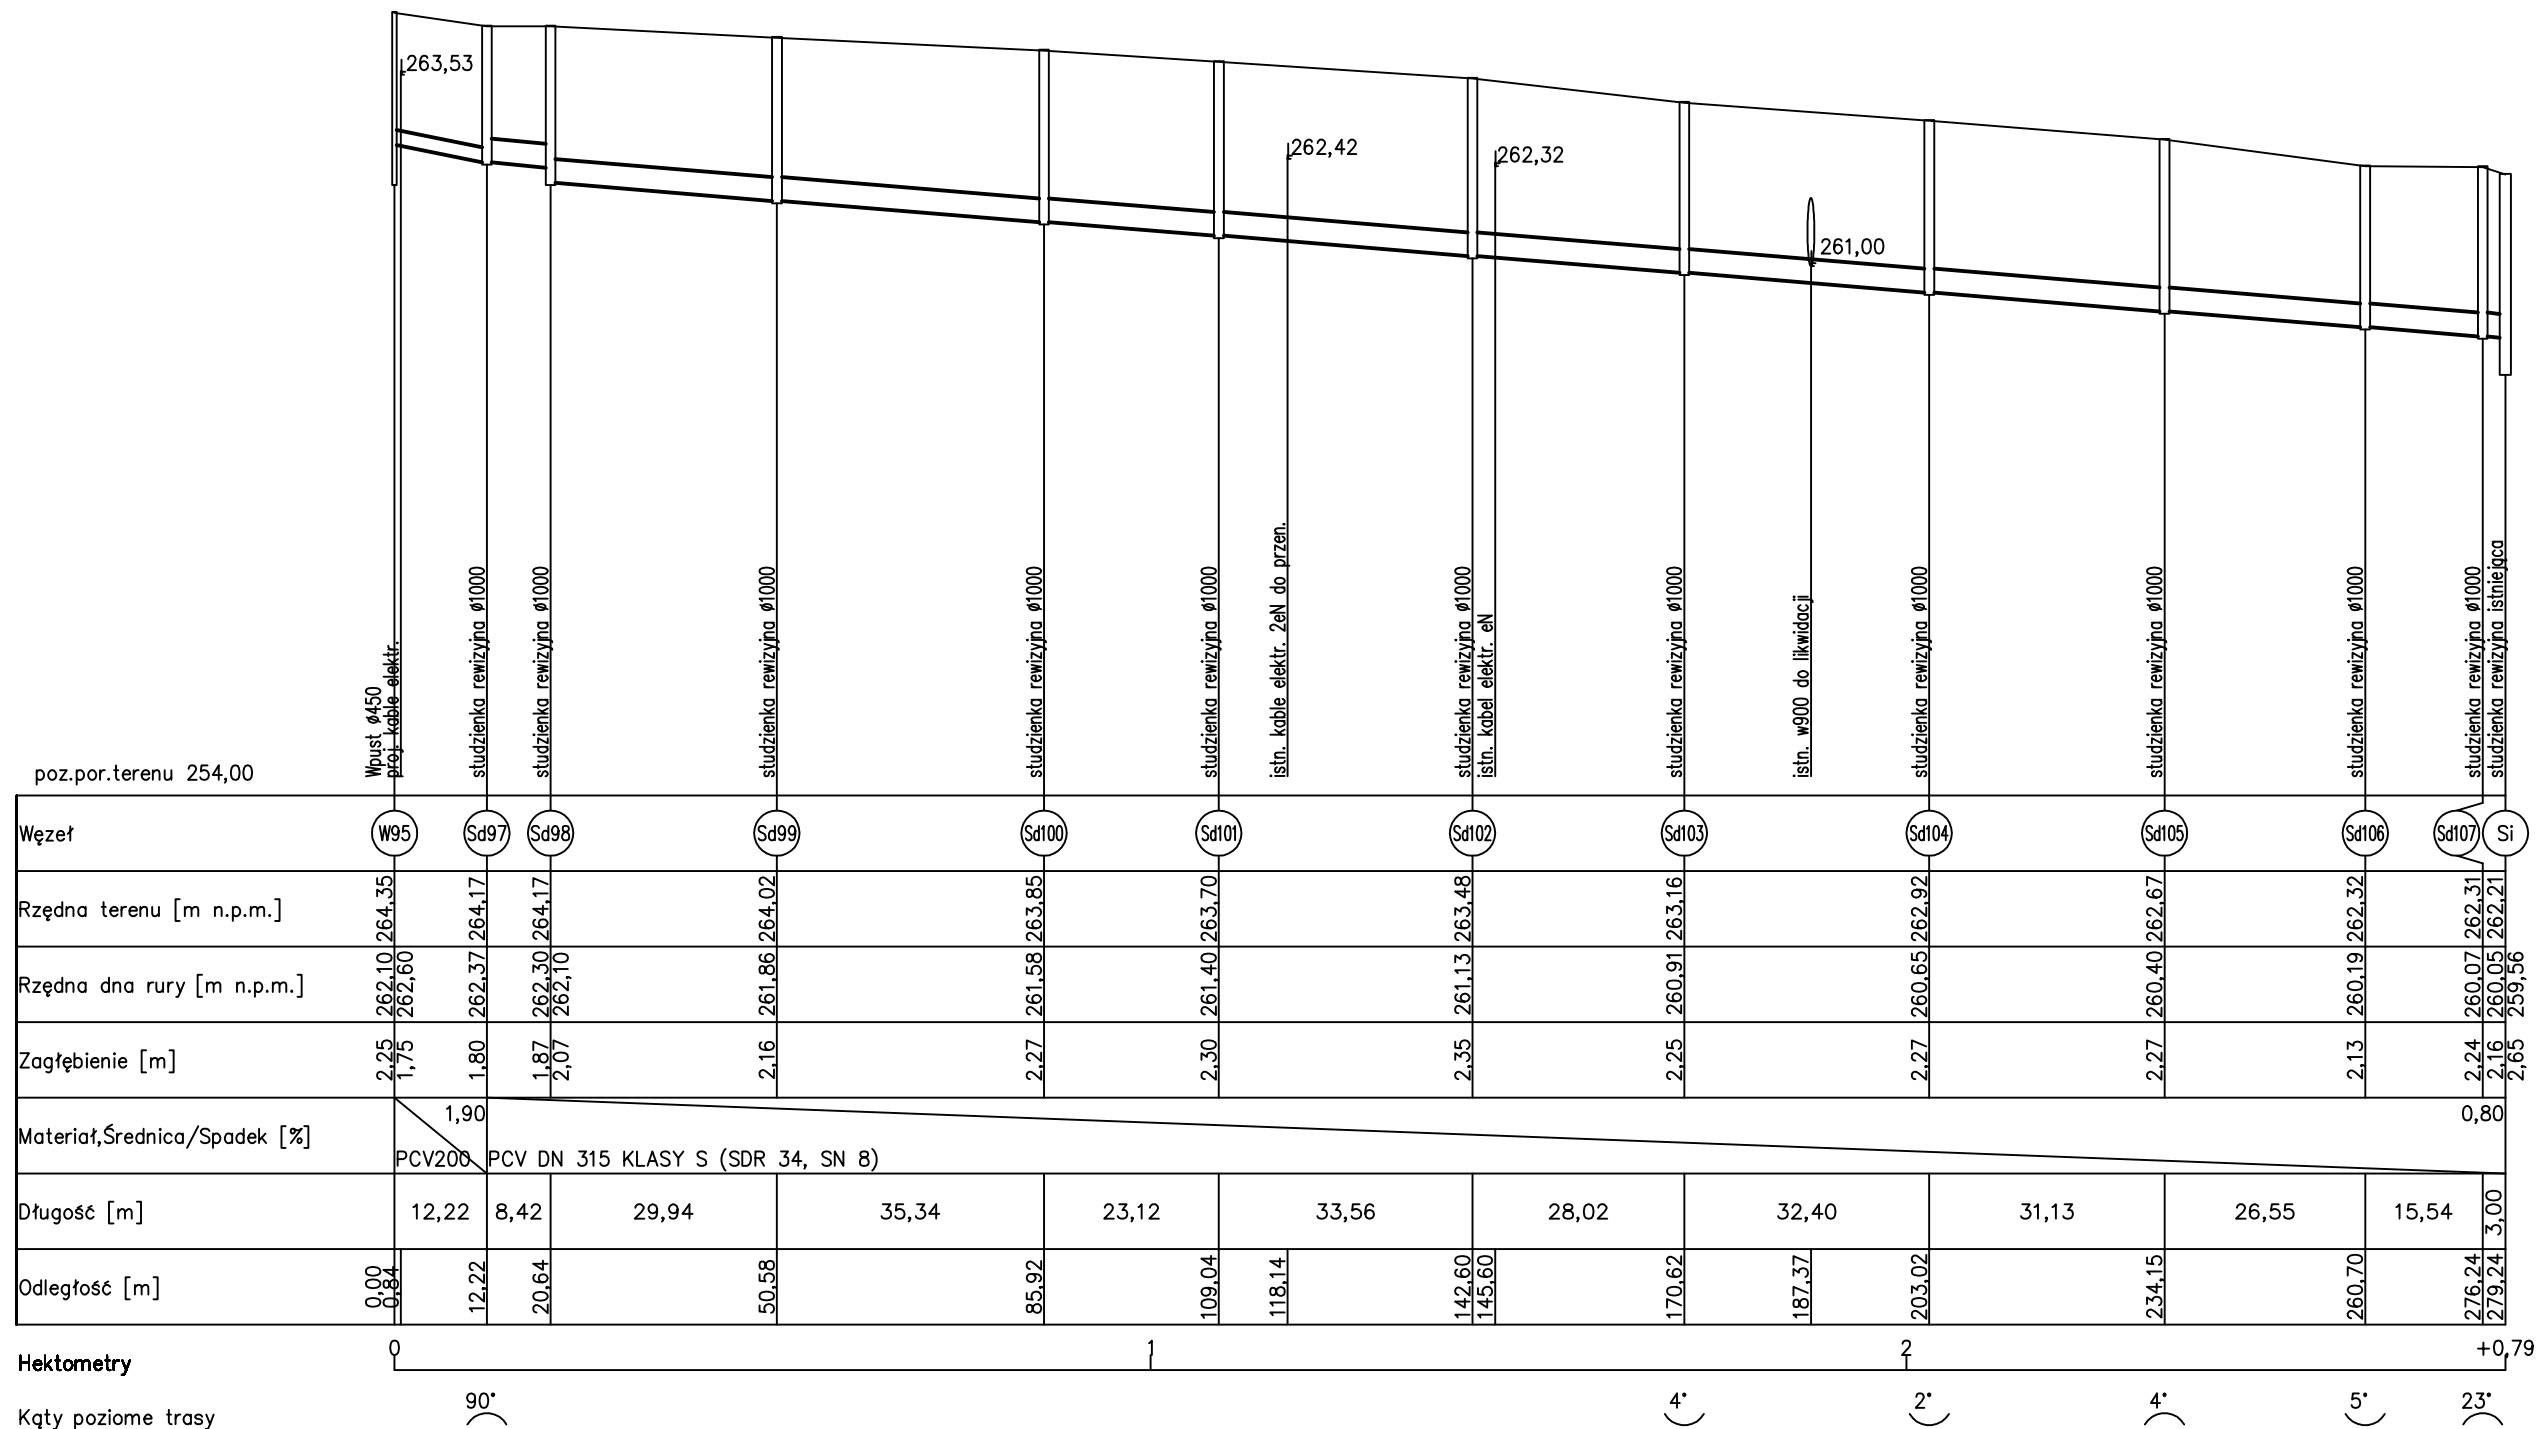 263,53
262,42
262,32
261,00
Wpust ø450
proj. kable elektr.
studzienka rewizyjna ø1000
studzienka rewizyjna ø1000
studzienka rewizyjna ø1000
studzienka rewizyjna ø1000
studzienka rewizyjna ø1000
istn. kable elektr. 2eN do przen.
studzienka rewizyjna ø1000
istn. kabel elektr. eN
studzienka rewizyjna ø1000
istn. w900 do likwidacji
studzienka rewizyjna ø1000
studzienka rewizyjna ø1000
studzienka rewizyjna ø1000
studzienka rewizyjna ø1000
studzienka rewizyjna istniejąca
poz.por.terenu 254,00
Węzeł W95 Sd97 Sd98 Sd99 Sd100 Sd101 Sd102 Sd103 Sd104 Sd105 Sd106 Sd107 Si
Rzędna terenu [m n.p.m.] 264,35 264,17 264,17 264,02 263,85 263,70 263,48 263,16 262,92 262,67 262,32 262,31 262,21
Rzędna dna rury [m n.p.m.] 262,10 262,60 262,37 262,30 262,10 261,86 261,58 261,40 261,13 260,91 260,65 260,40 260,19 260,07 260,05 259,56
Zagłębienie [m] 2,25 1,75 1,80 1,87 2,07 2,16 2,27 2,30 2,35 2,25 2,27 2,27 2,13 2,24 2,16 2,65
1,90 0,80
Materiał,Średnica/Spadek [%]
PCV200 PCV DN 315 KLASY S (SDR 34, SN 8)
Długość [m] 12,22 8,42 29,94 35,34 23,12 33,56 28,02 32,40 31,13 26,55 15,54 3,00
Odległość [m] 0,00 0,84 12,22 20,64 50,58 85,92 109,04 118,14 142,60 145,60 170,62 187,37 203,02 234,15 260,70 276,24 279,24
Hektometry 0 1 2 +0,79
90° 4° 2° 4° 5° 23°
Kąty poziome trasy